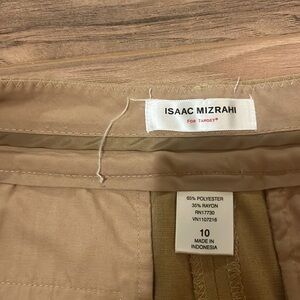 ISAAC MIZRAHI
FOR TARGET®
65% POLYESTER
35% RAYON
RN17730
VN1107216
10
MADE IN
INDONESIA